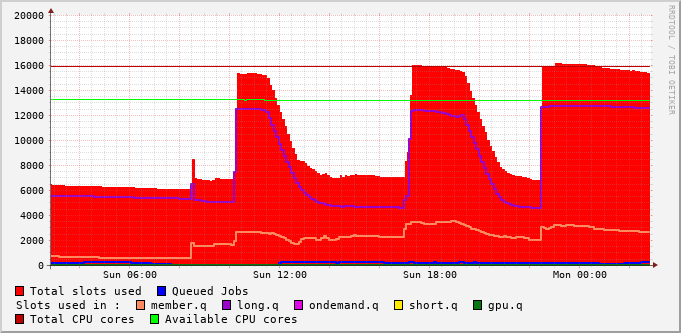 20000
18000
16000
14000
12000
10000
8000
6000
4000
2000
0
Sun 06:00 Sun 12:00 Sun 18:00 Mon 00:00
RRDTOOL / TOBI OETIKER
Total slots used Queued Jobs
Slots used in : member.q long.q ondemand.q short.q gpu.q
Total CPU cores Available CPU cores